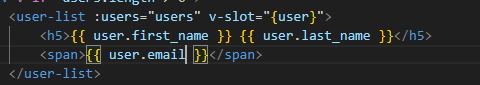 <user-list :users="users" v-slot="{user}">
<h5>{{ user.first_name }} {{ user.last_name }}</h5>
<span>{{ user.email }}</span>
</user-list>